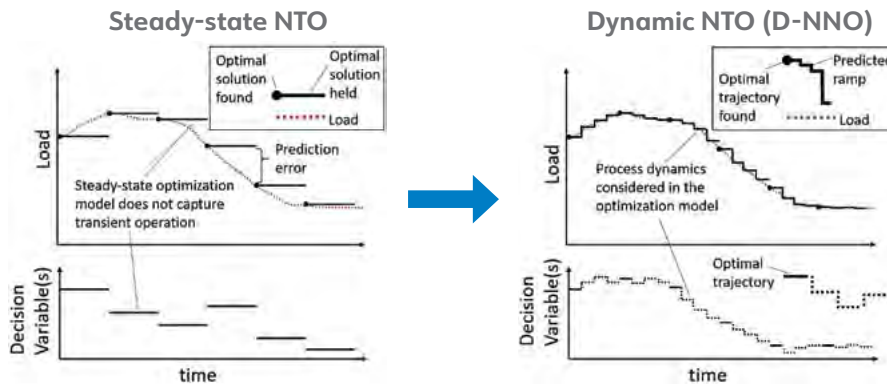 Steady-state NTO
Optimal
solution
found
Optimal
solution
held
Load
Load
Prediction
error
Steady-state optimization
model does not capture
transient operation
Decision
Variable(s)
time
Dynamic NTO (D-NNO)
Optimal
trajectory
found
Predicted
ramp
Load
Load
Process dynamics
considered in the
optimization model
Optimal
trajectory
Decision
Variable(s)
time